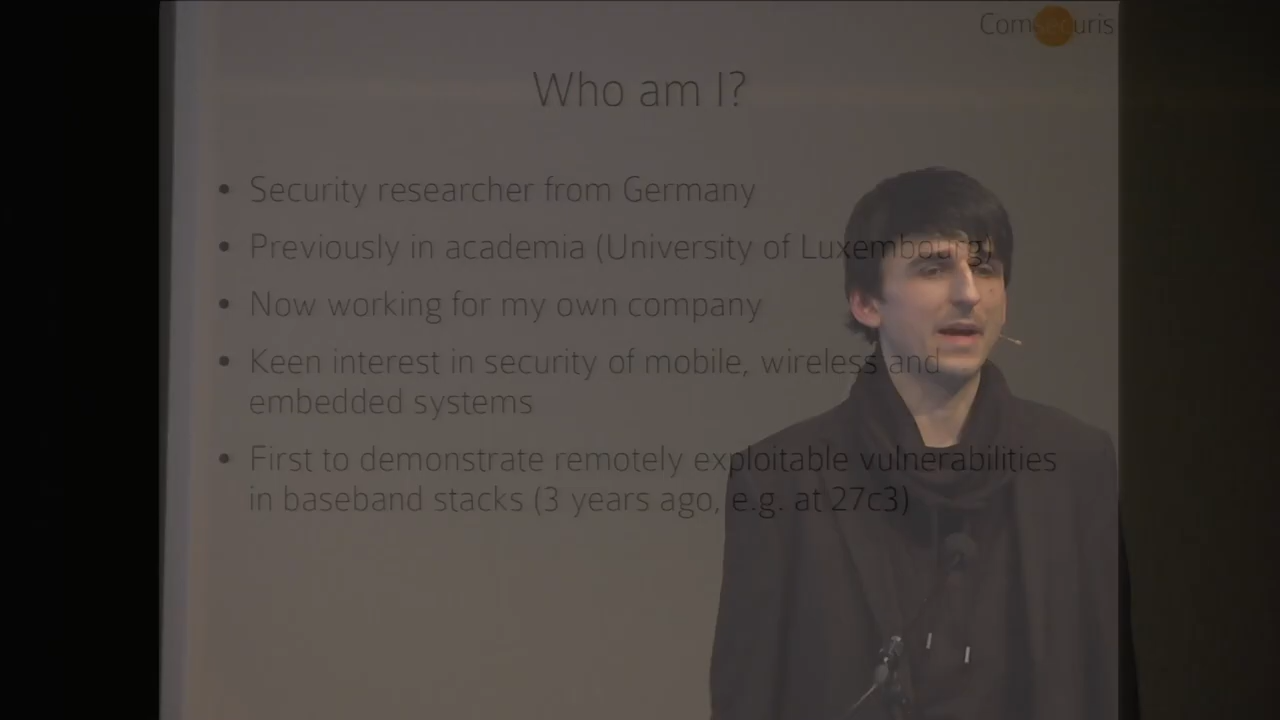 Comsecuris
Who am I?
• Security researcher from Germany
• Previously in academia (University of Luxembourg)
• Now working for my own company
• Keen interest in security of mobile, wireless and
embedded systems
• First to demonstrate remotely exploitable vulnerabilities
in baseband stacks (3 years ago, e.g. at 27c3)